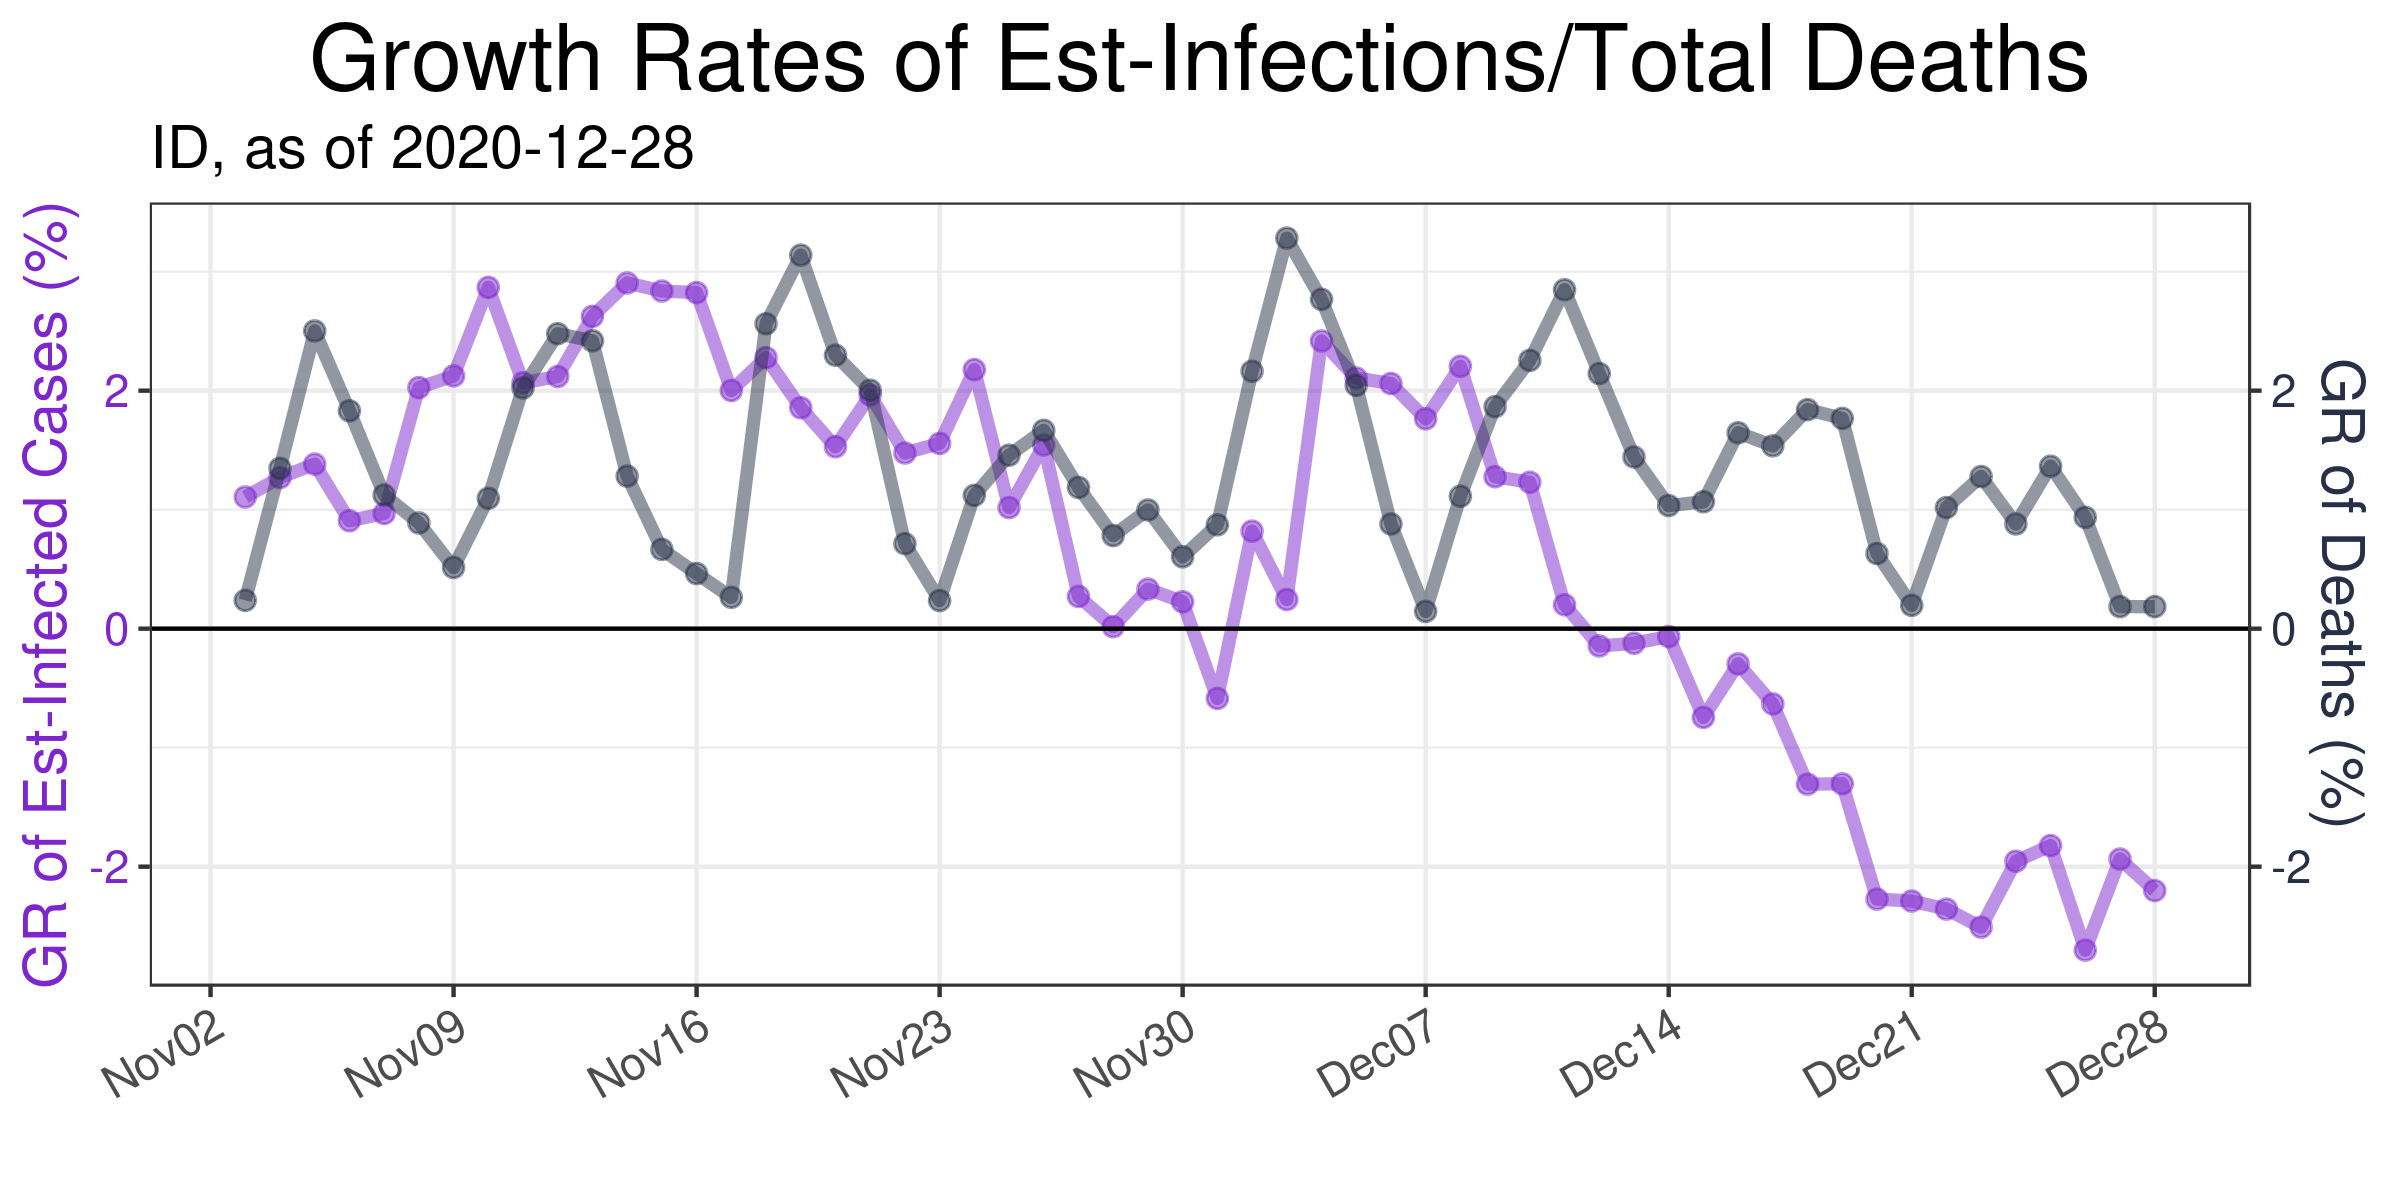 Growth Rates of Est-Infections/Total Deaths
ID, as of 2020-12-28
GR of Est-Infected Cases (%)
2
0
-2
2
0
-2
GR of Deaths (%)
Nov02
Nov09
Nov16
Nov23
Nov30
Dec07
Dec14
Dec21
Dec28